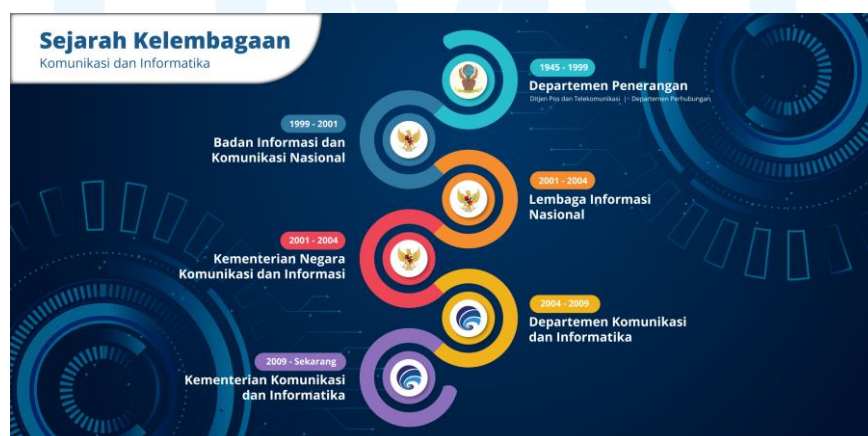 Sejarah Kelembagaan
Komunikasi dan Informatika
1945 - 1999
Departemen Penerangan
Ditjen Pos dan Telekomunikasi | Departemen Perhubungan
1999 - 2001
Badan Informasi dan
Komunikasi Nasional
2001 - 2004
Lembaga Informasi
Nasional
2001 - 2004
Kementerian Negara
Komunikasi dan Informasi
2004 - 2009
Departemen Komunikasi
dan Informatika
2009 - Sekarang
Kementerian Komunikasi
dan Informatika